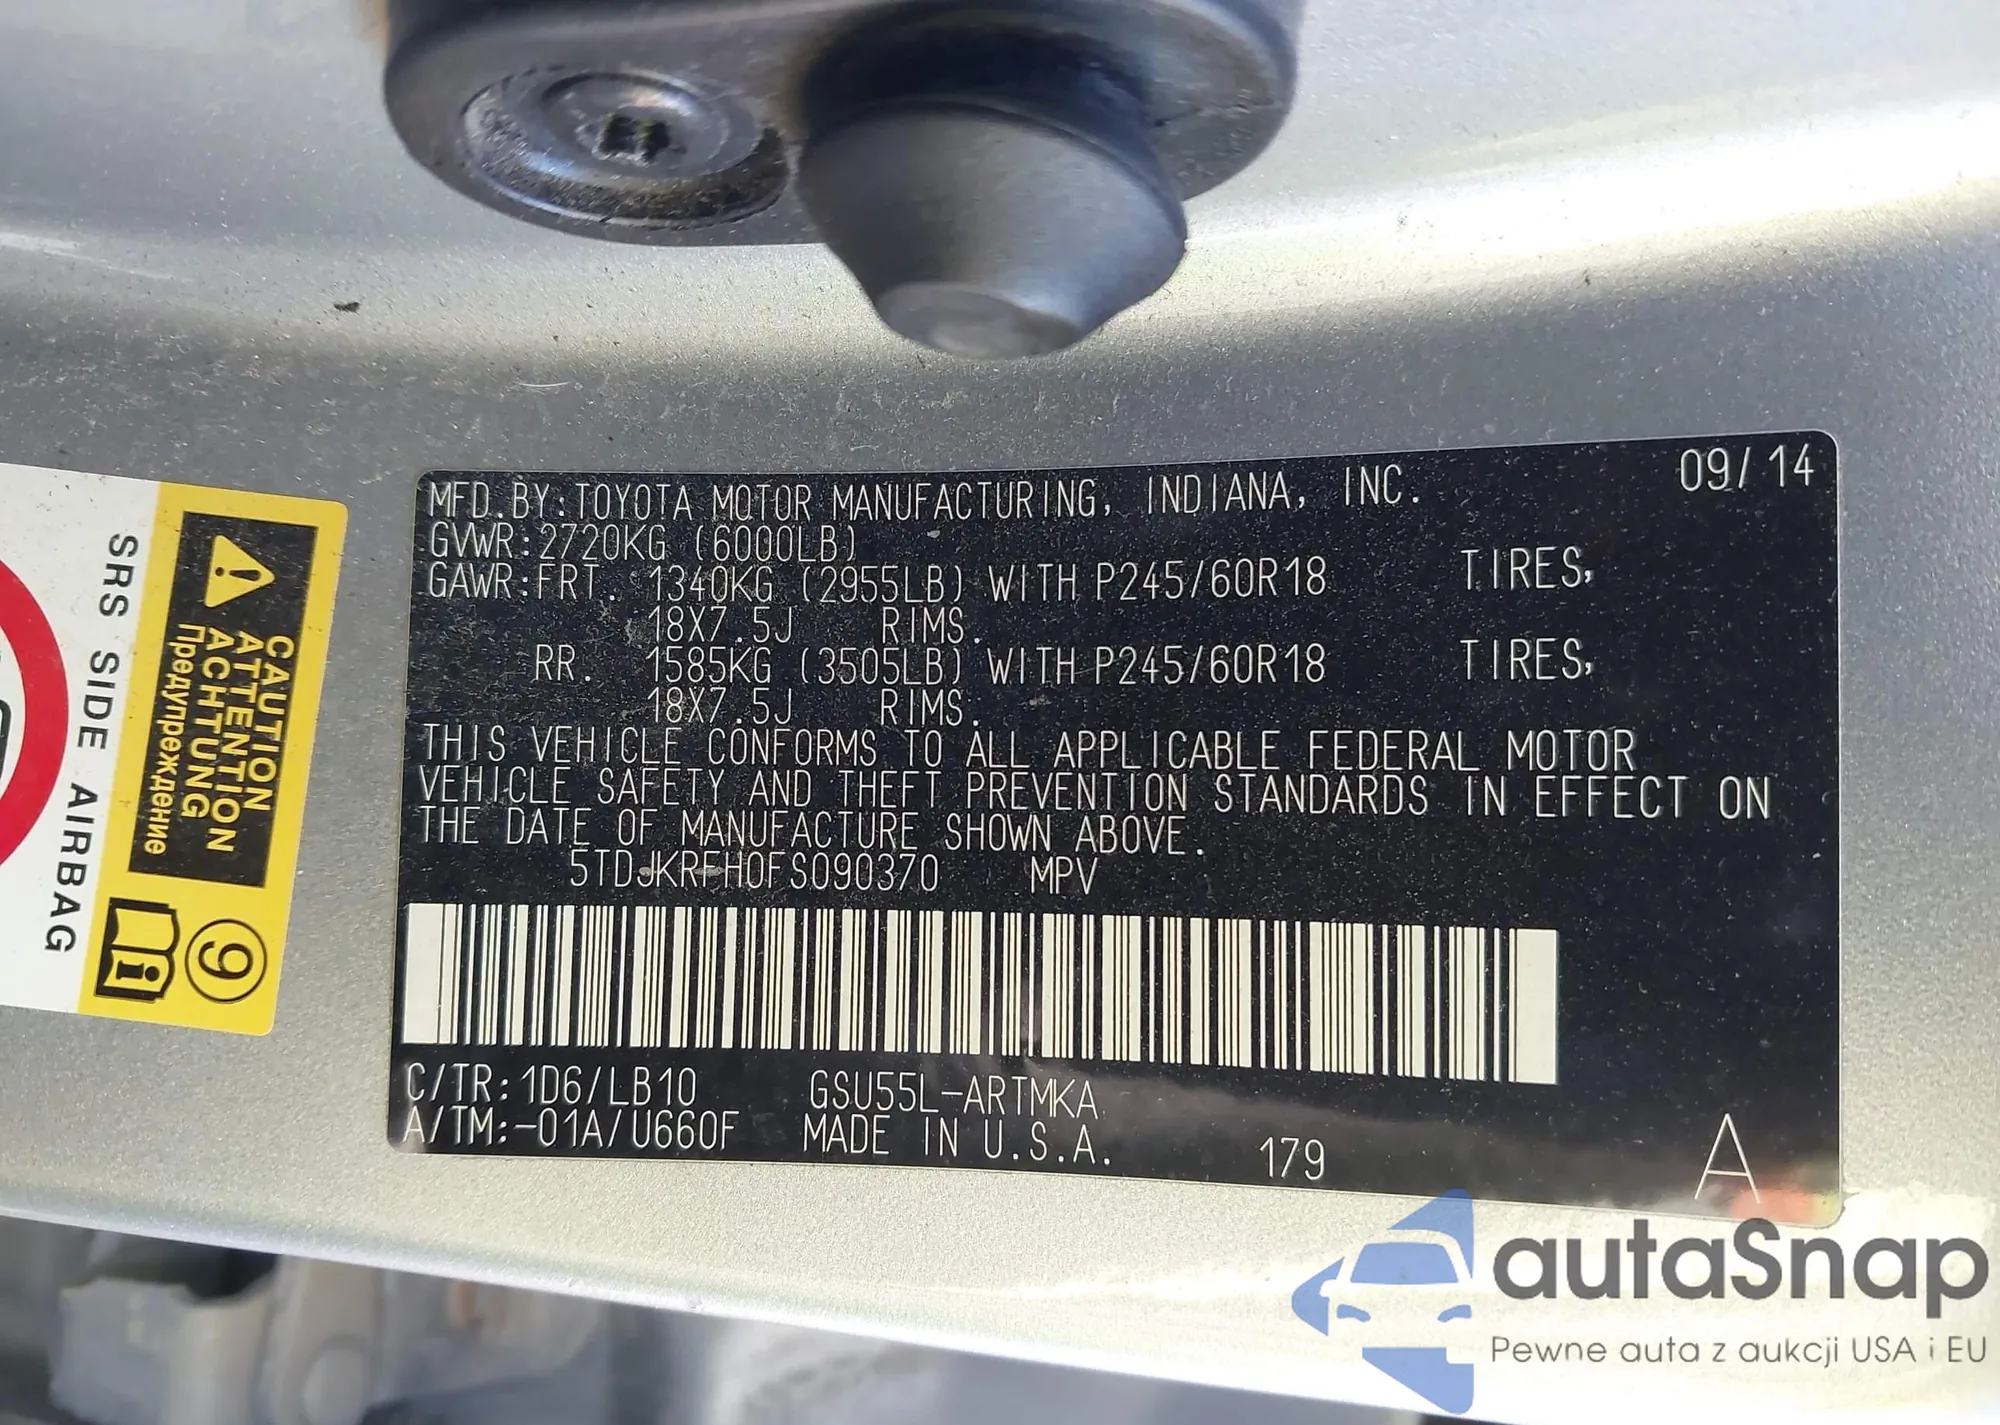 MFD.BY:TOYOTA MOTOR MANUFACTURING, INDIANA, INC. 09/14
GVWR:2720KG (6000LB)
GAWR:FRT. 1340KG (2955LB) WITH P245/60R18 TIRES,
18X7.5J RIMS.
RR. 1585KG (3505LB) WITH P245/60R18 TIRES,
18X7.5J RIMS.
THIS VEHICLE CONFORMS TO ALL APPLICABLE FEDERAL MOTOR
VEHICLE SAFETY AND THEFT PREVENTION STANDARDS IN EFFECT ON
THE DATE OF MANUFACTURE SHOWN ABOVE.
5TDJKRFH0FS090370 MPV
C/TR:1D6/LB10 GSU55L-ARTMKA
A/TM:-01A/U660F MADE IN U.S.A. 179 A
CAUTION
ATTENTION
ACHTUNG
Предупреждение
9
SRS SIDE AIRBAG
autaSnap
Pewne auta z aukcji USA i EU